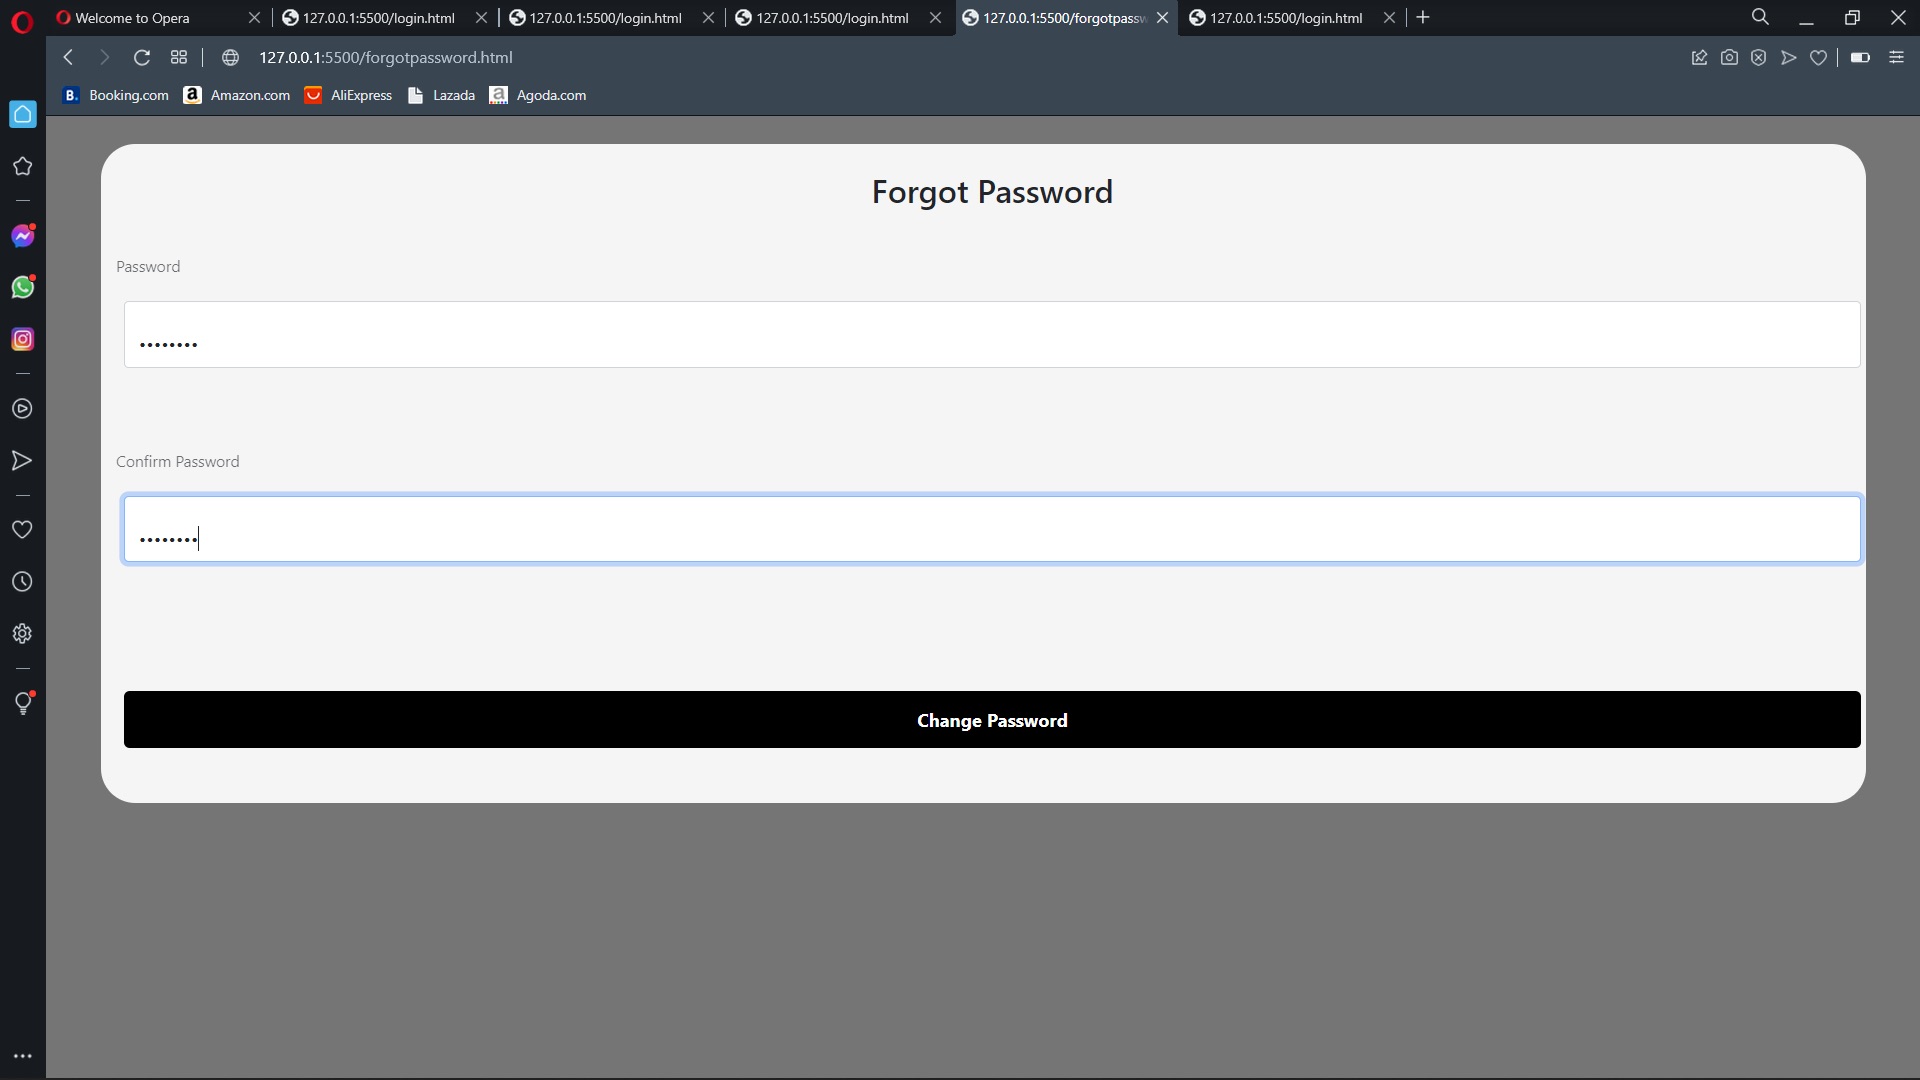 Welcome to Opera
127.0.0.1:5500/login.html
127.0.0.1:5500/login.html
127.0.0.1:5500/login.html
127.0.0.1:5500/forgotpassw
127.0.0.1:5500/login.html
127.0.0.1:5500/forgotpassword.html
B. Booking.com
a Amazon.com
AliExpress
Lazada
a Agoda.com
Forgot Password
Password
••••••••
Confirm Password
••••••••
Change Password